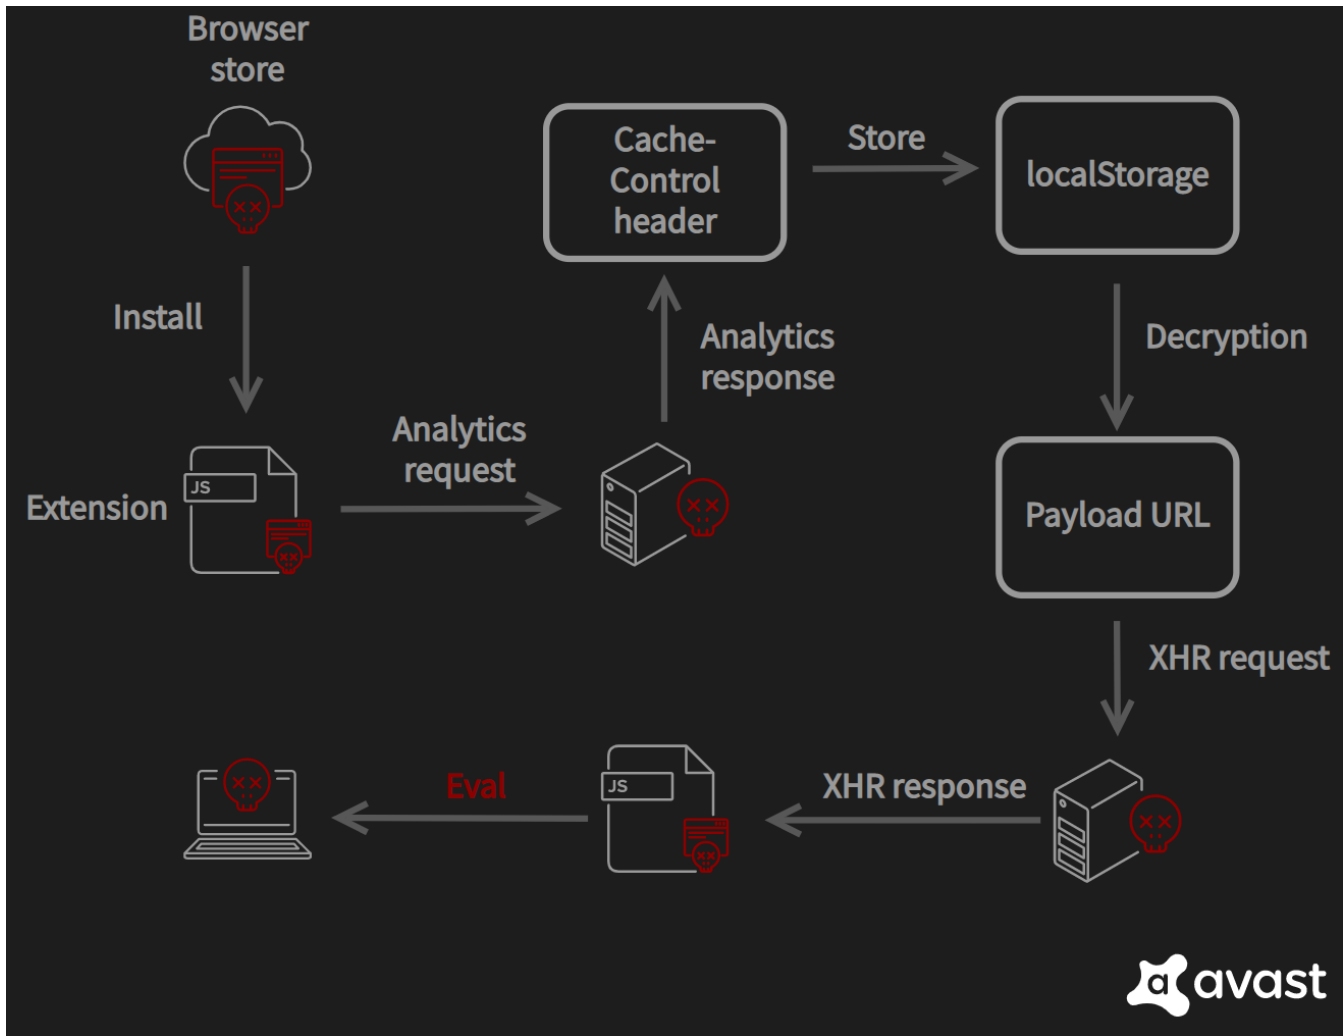 Browser
store
Install
Extension
JS
Analytics
request
Analytics
response
Cache-
Control
header
Store
localStorage
Decryption
Payload URL
XHR request
XHR response
JS
Eval
a avast